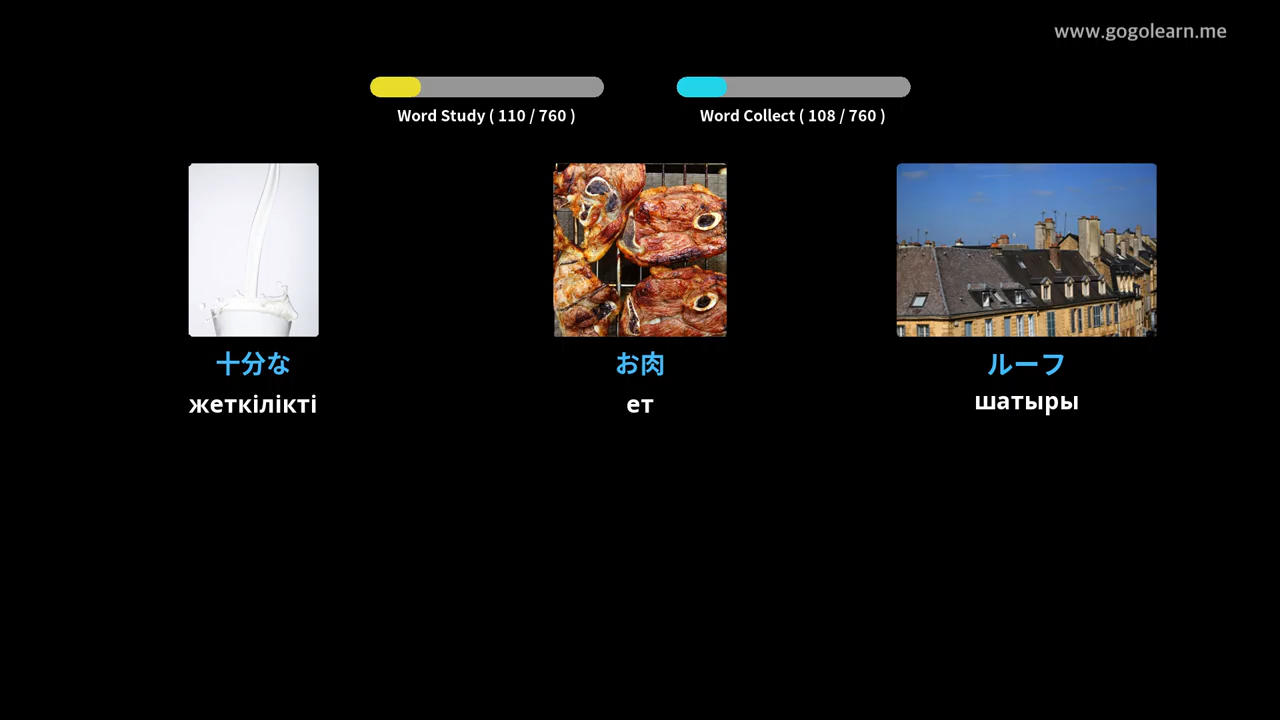 www.gogolearn.me
Word Study ( 110 / 760 )
Word Collect ( 108 / 760 )
十分な
お肉
ルーフ
жеткілікті
ет
шатыры